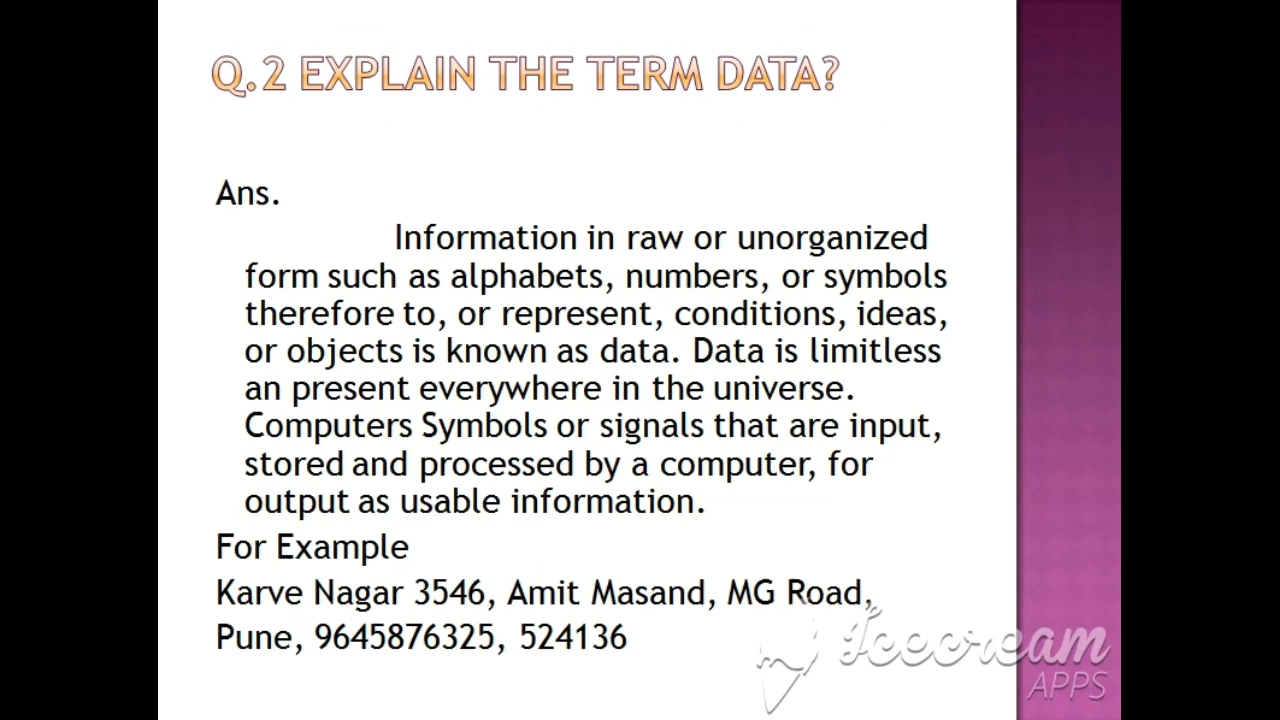 Q.2 EXPLAIN THE TERM DATA?
Ans.
Information in raw or unorganized
form such as alphabets, numbers, or symbols
therefore to, or represent, conditions, ideas,
or objects is known as data. Data is limitless
an present everywhere in the universe.
Computers Symbols or signals that are input,
stored and processed by a computer, for
output as usable information.
For Example
Karve Nagar 3546, Amit Masand, MG Road,
Pune, 9645876325, 524136
Icecream
APPS